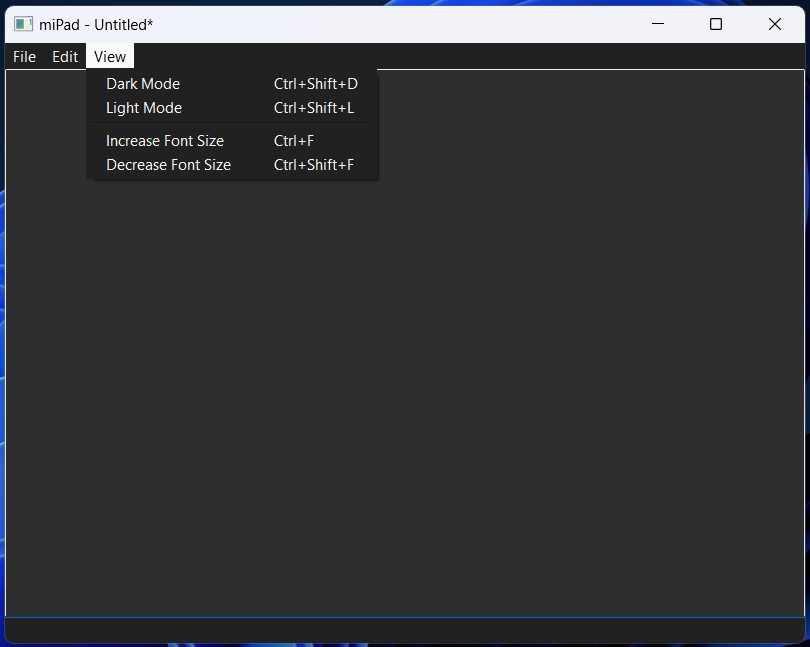 miPad - Untitled*
File Edit View
Dark Mode Ctrl+Shift+D
Light Mode Ctrl+Shift+L
Increase Font Size Ctrl+F
Decrease Font Size Ctrl+Shift+F